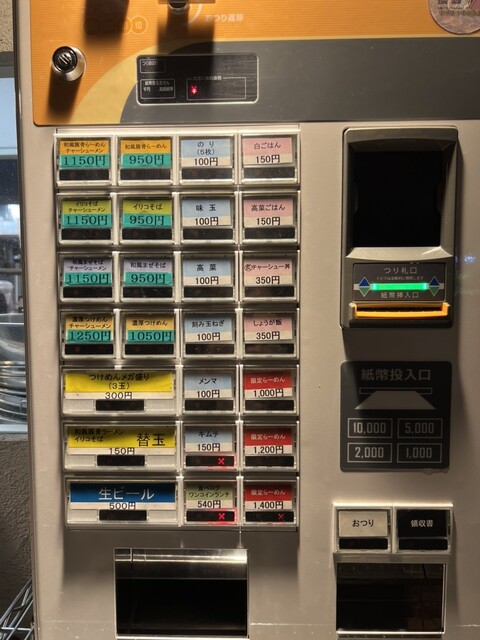 おつり返却
和風豚骨らーめん
チャーシューメン
1150円
和風豚骨らーめん
950円
のり
(5枚)
100円
白ごはん
150円
イリコそば
チャーシューメン
1150円
イリコそば
950円
味玉
100円
高菜ごはん
150円
和風まぜそば
チャーシューメン
1150円
和風まぜそば
950円
高菜
100円
チャーシュー丼
350円
濃厚つけめん
チャーシューメン
1250円
濃厚つけめん
1050円
刻み玉ねぎ
100円
しょうが飯
350円
つけめんメガ盛り
(3玉)
300円
メンマ
100円
限定らーめん
1,000円
和風豚骨らーめん
イリコそば
替玉
150円
キムチ
150円
限定らーめん
1,200円
生ビール
500円
ワンコインランチ
540円
限定らーめん
1,400円
つり札口
紙幣挿入口
紙幣投入口
10,000
5,000
2,000
1,000
おつり
領収書